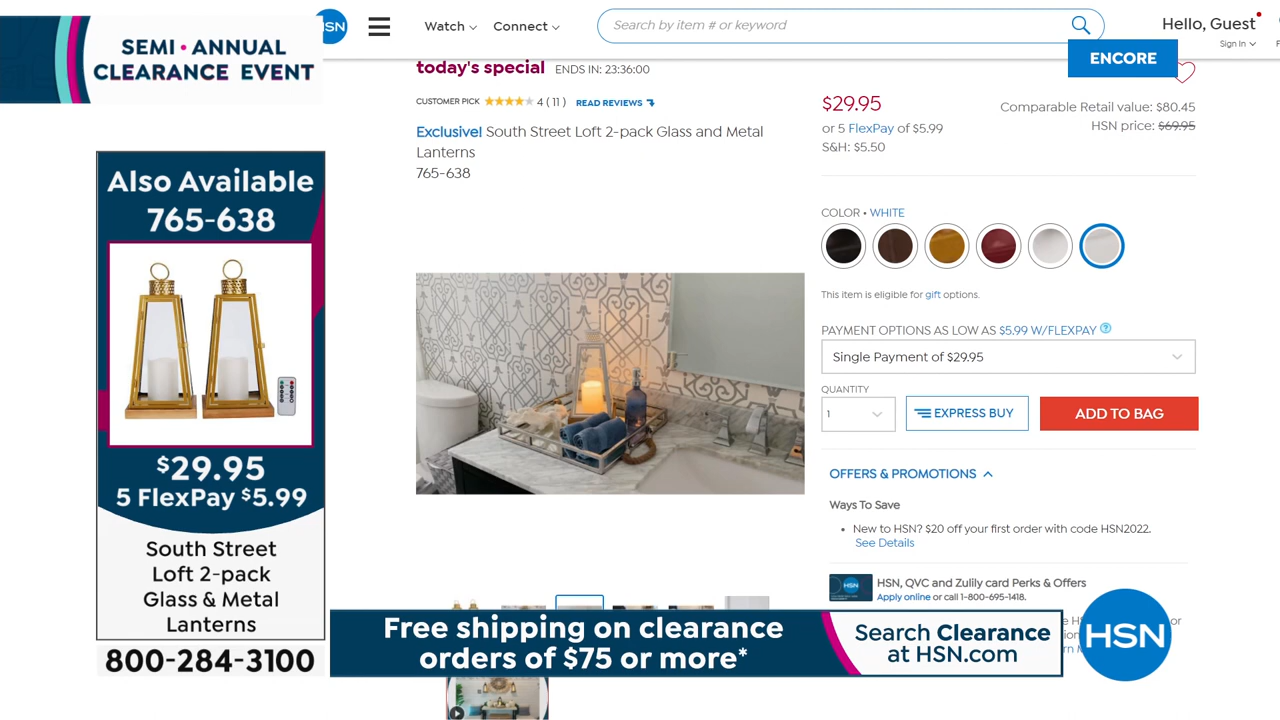 SEMI • ANNUAL
CLEARANCE EVENT
HSN
Watch
Connect
Search by item # or keyword
Hello, Guest
Sign In
ENCORE
Also Available
765-638
$29.95
5 FlexPay $5.99
South Street
Loft 2-pack
Glass & Metal
Lanterns
800-284-3100
today's special ENDS IN: 23:36:00
CUSTOMER PICK 4 ( 11 ) READ REVIEWS
Exclusive! South Street Loft 2-pack Glass and Metal
Lanterns
765-638
$29.95
Comparable Retail value: $80.45
or 5 FlexPay of $5.99
HSN price: $69.95
S&H: $5.50
COLOR • WHITE
This item is eligible for gift options.
PAYMENT OPTIONS AS LOW AS $5.99 W/FLEXPAY ?
Single Payment of $29.95
QUANTITY
1
EXPRESS BUY
ADD TO BAG
OFFERS & PROMOTIONS
Ways To Save
• New to HSN? $20 off your first order with code HSN2022.
See Details
HSN, QVC and Zulily card Perks & Offers
Apply online or call 1-800-695-1418.
Free shipping on clearance
orders of $75 or more*
Search Clearance
at HSN.com
HSN